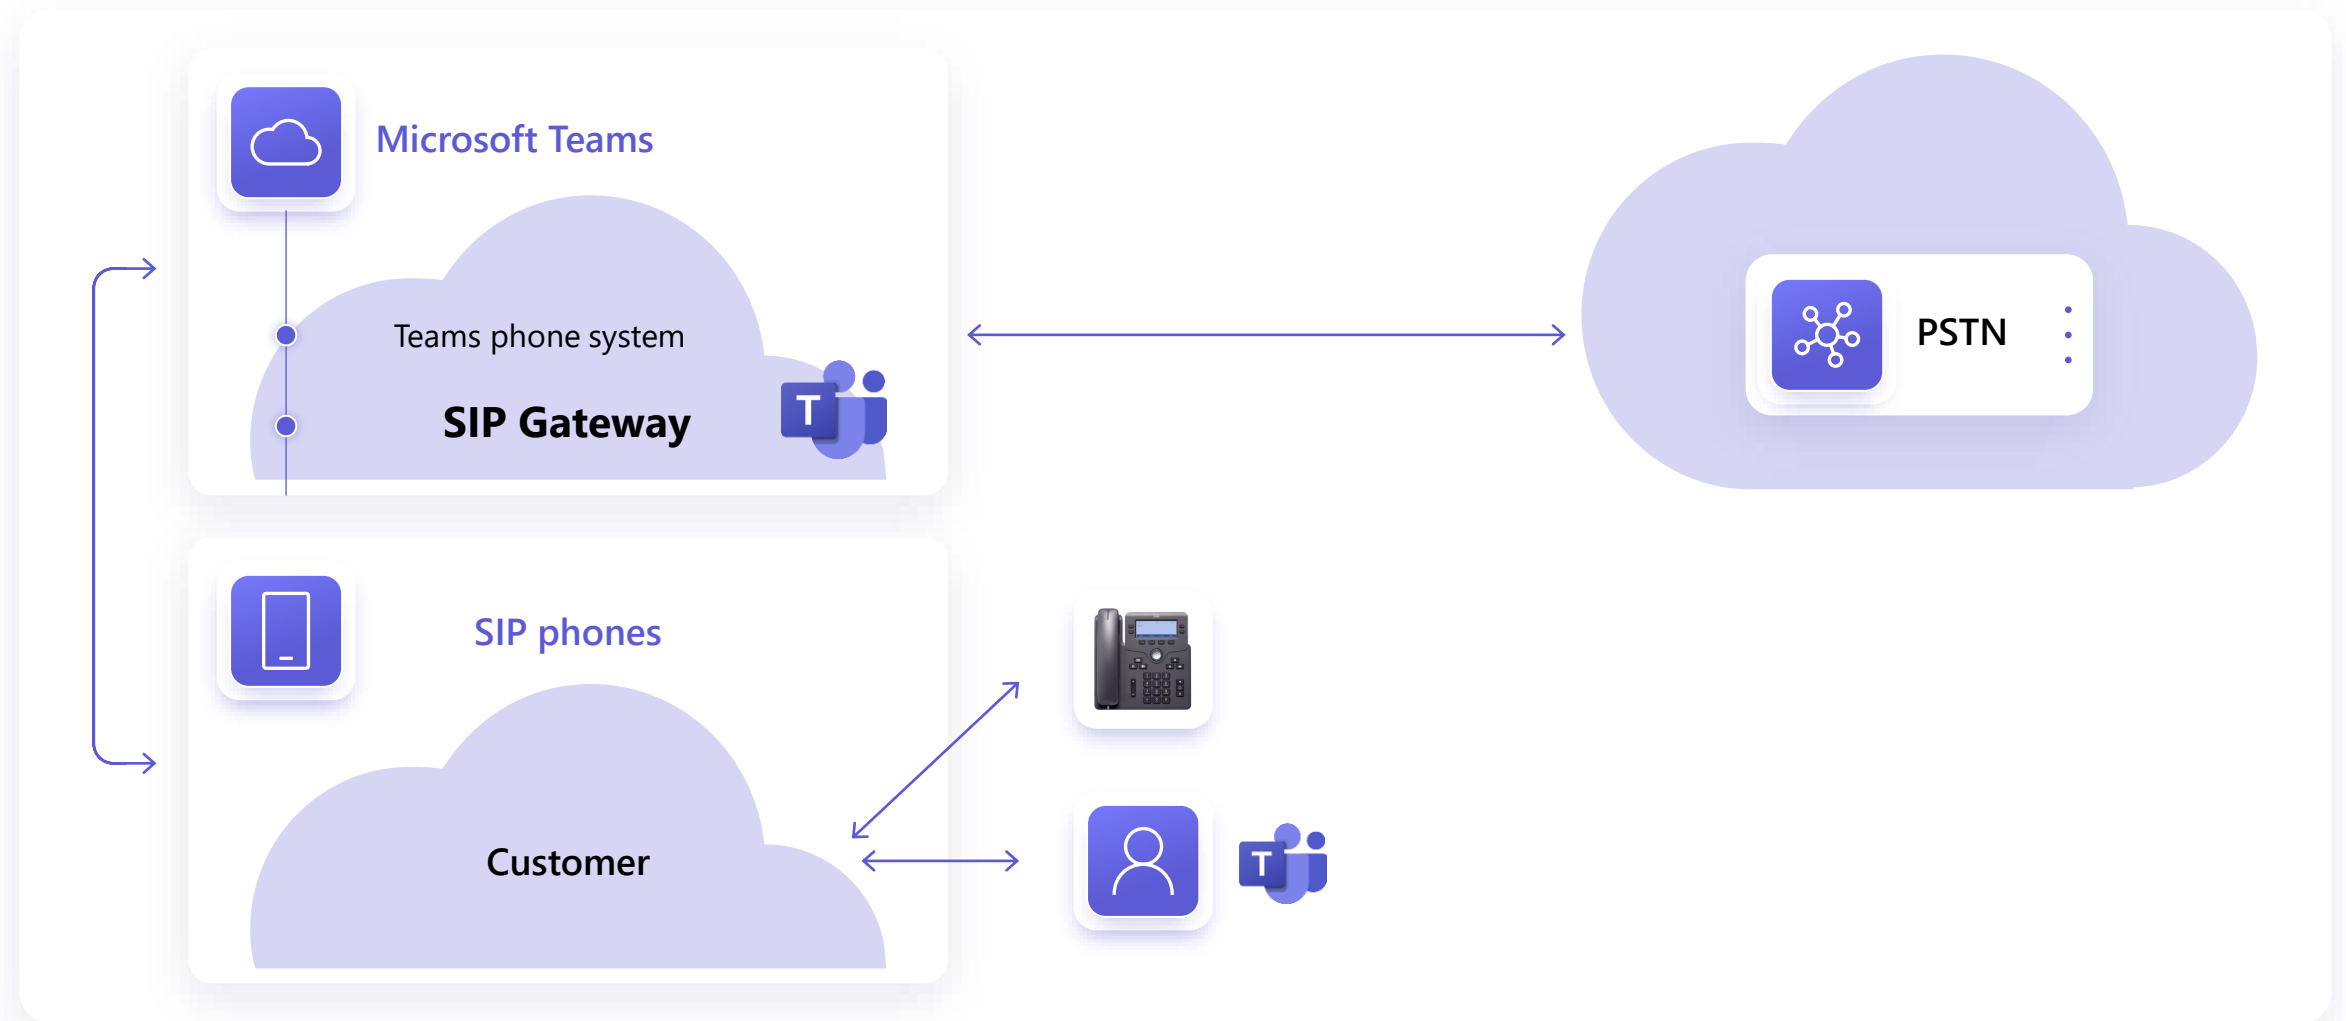 Microsoft Teams
Teams phone system
SIP Gateway
T
PSTN
SIP phones
Customer
T